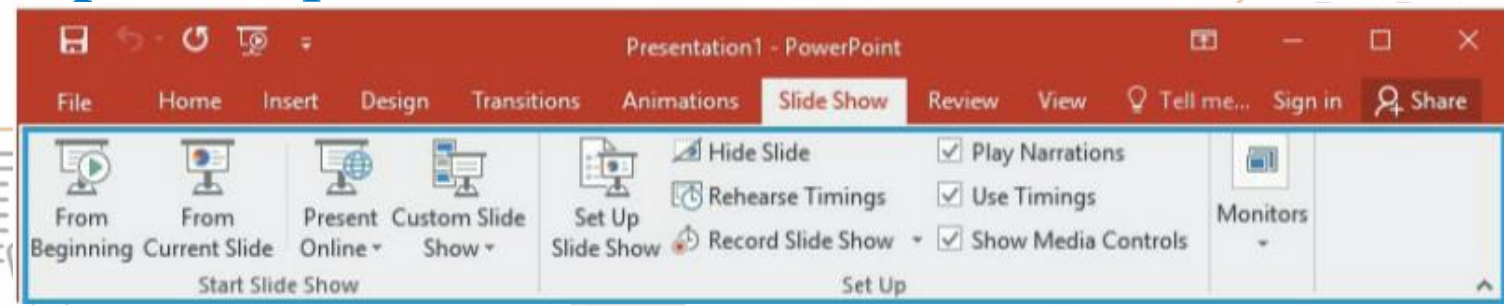 Presentation1 - PowerPoint
File Home Insert Design Transitions Animations Slide Show Review View Tell me... Sign in Share
From Beginning
From Current Slide
Present Online
Custom Slide Show
Start Slide Show
Set Up Slide Show
Hide Slide
Rehearse Timings
Record Slide Show
Play Narrations
Use Timings
Show Media Controls
Set Up
Monitors